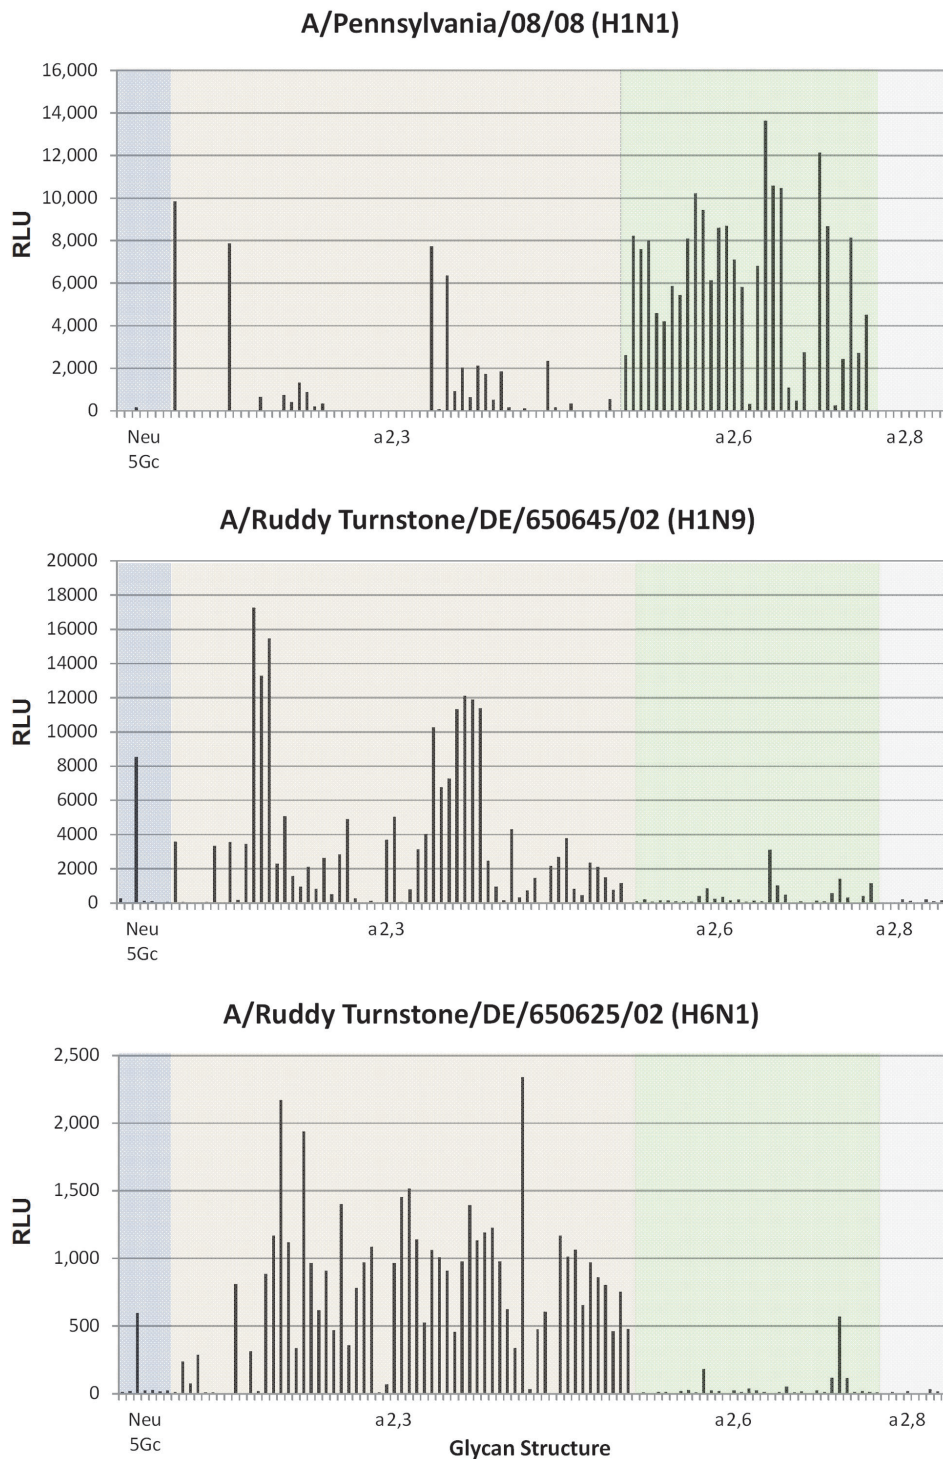 A/Pennsylvania/08/08 (H1N1)
16,000
14,000
12,000
10,000
8,000
6,000
4,000
2,000
0
RLU
Neu
5Gc
a2,3
a2,6
a2,8
A/Ruddy Turnstone/DE/650645/02 (H1N9)
20000
18000
16000
14000
12000
10000
8000
6000
4000
2000
0
RLU
Neu
5Gc
a2,3
a2,6
a2,8
A/Ruddy Turnstone/DE/650625/02 (H6N1)
2,500
2,000
1,500
1,000
500
0
RLU
Neu
5Gc
a2,3
a2,6
a2,8
Glycan Structure